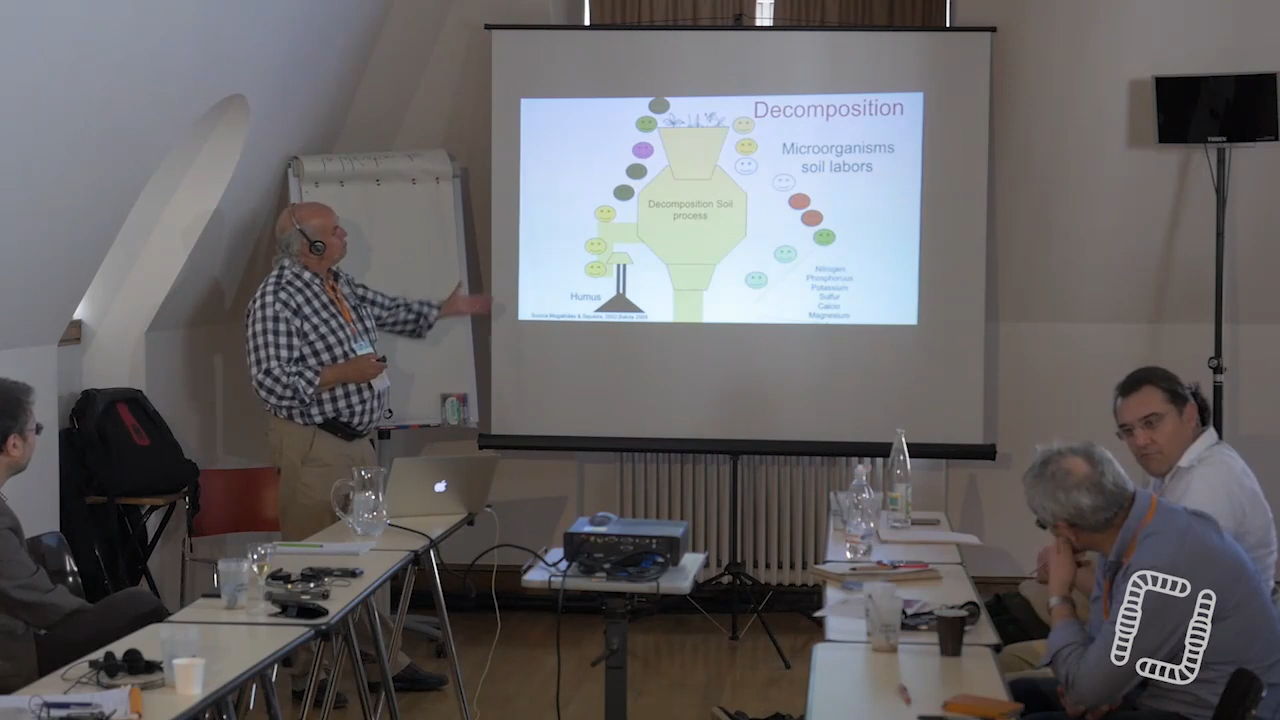 Decomposition
Microorganisms
soil labors
Decomposition Soil
process
Nitrogen
Phosphorous
Potassium
Sulfur
Calcio
Magnesium
Humus